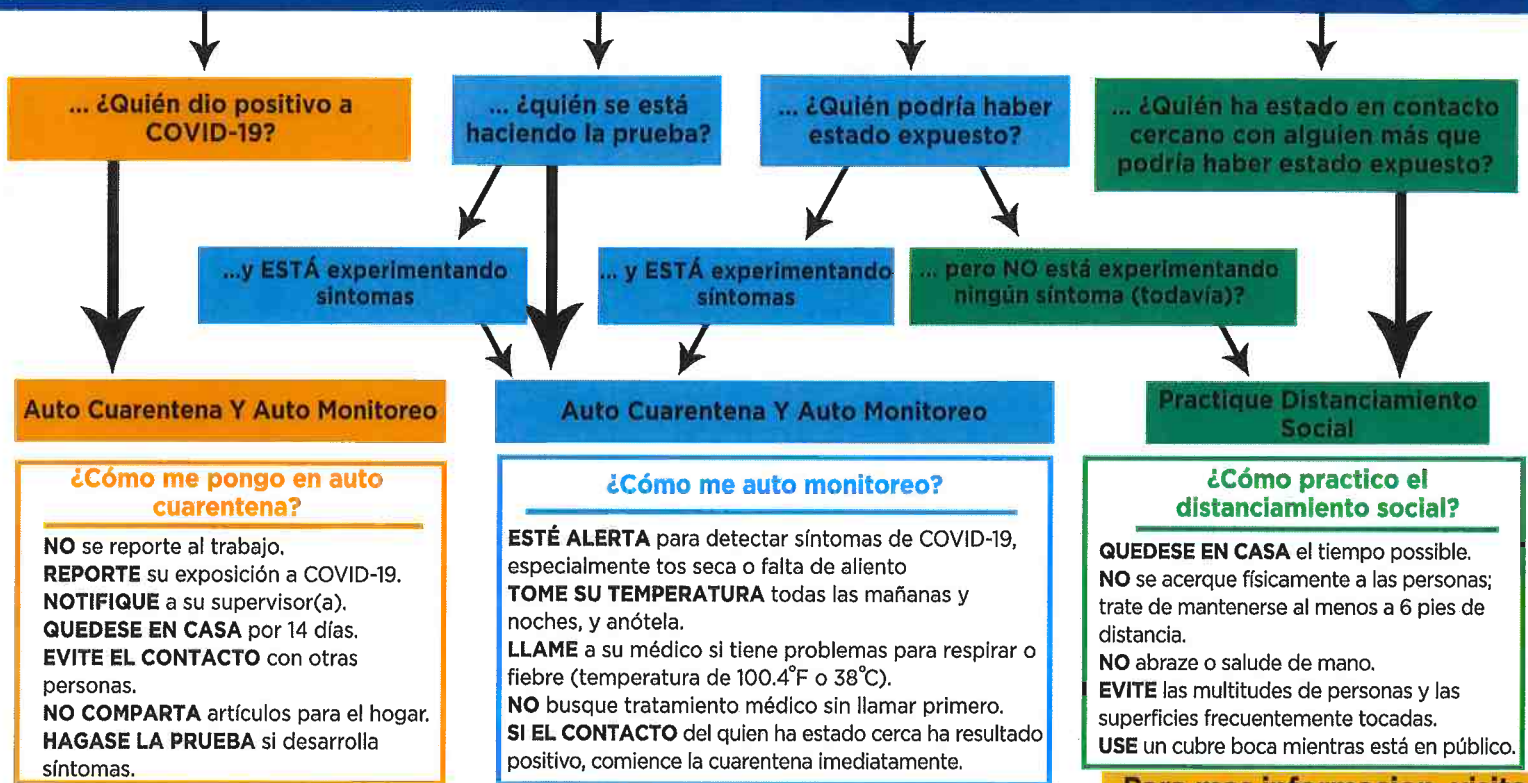 ... ¿Quién dio positivo a
COVID-19?
... ¿quién se está
haciendo la prueba?
... ¿Quién podría haber
estado expuesto?
... ¿Quién ha estado en contacto
cercano con alguien más que
podría haber estado expuesto?
...y ESTÁ experimentando
síntomas
... y ESTÁ experimentando
síntomas
... pero NO está experimentando
ningún síntoma (todavía)?
Auto Cuarentena Y Auto Monitoreo
Auto Cuarentena Y Auto Monitoreo
Practique Distanciamiento
Social
¿Cómo me pongo en auto
cuarentena?
NO se reporte al trabajo.
REPORTE su exposición a COVID-19.
NOTIFIQUE a su supervisor(a).
QUEDESE EN CASA por 14 días.
EVITE EL CONTACTO con otras
personas.
NO COMPARTA artículos para el hogar.
HAGASE LA PRUEBA si desarrolla
síntomas.
¿Cómo me auto monitoreo?
ESTÉ ALERTA para detectar síntomas de COVID-19,
especialmente tos seca o falta de aliento
TOME SU TEMPERATURA todas las mañanas y
noches, y anótela.
LLAME a su médico si tiene problemas para respirar o
fiebre (temperatura de 100.4°F o 38°C).
NO busque tratamiento médico sin llamar primero.
SI EL CONTACTO del quien ha estado cerca ha resultado
positivo, comience la cuarentena imediatamente.
¿Cómo practico el
distanciamiento social?
QUEDESE EN CASA el tiempo possible.
NO se acerque físicamente a las personas;
trate de mantenerse al menos a 6 pies de
distancia.
NO abraze o salude de mano.
EVITE las multitudes de personas y las
superficies frecuentemente tocadas.
USE un cubre boca mientras está en público.